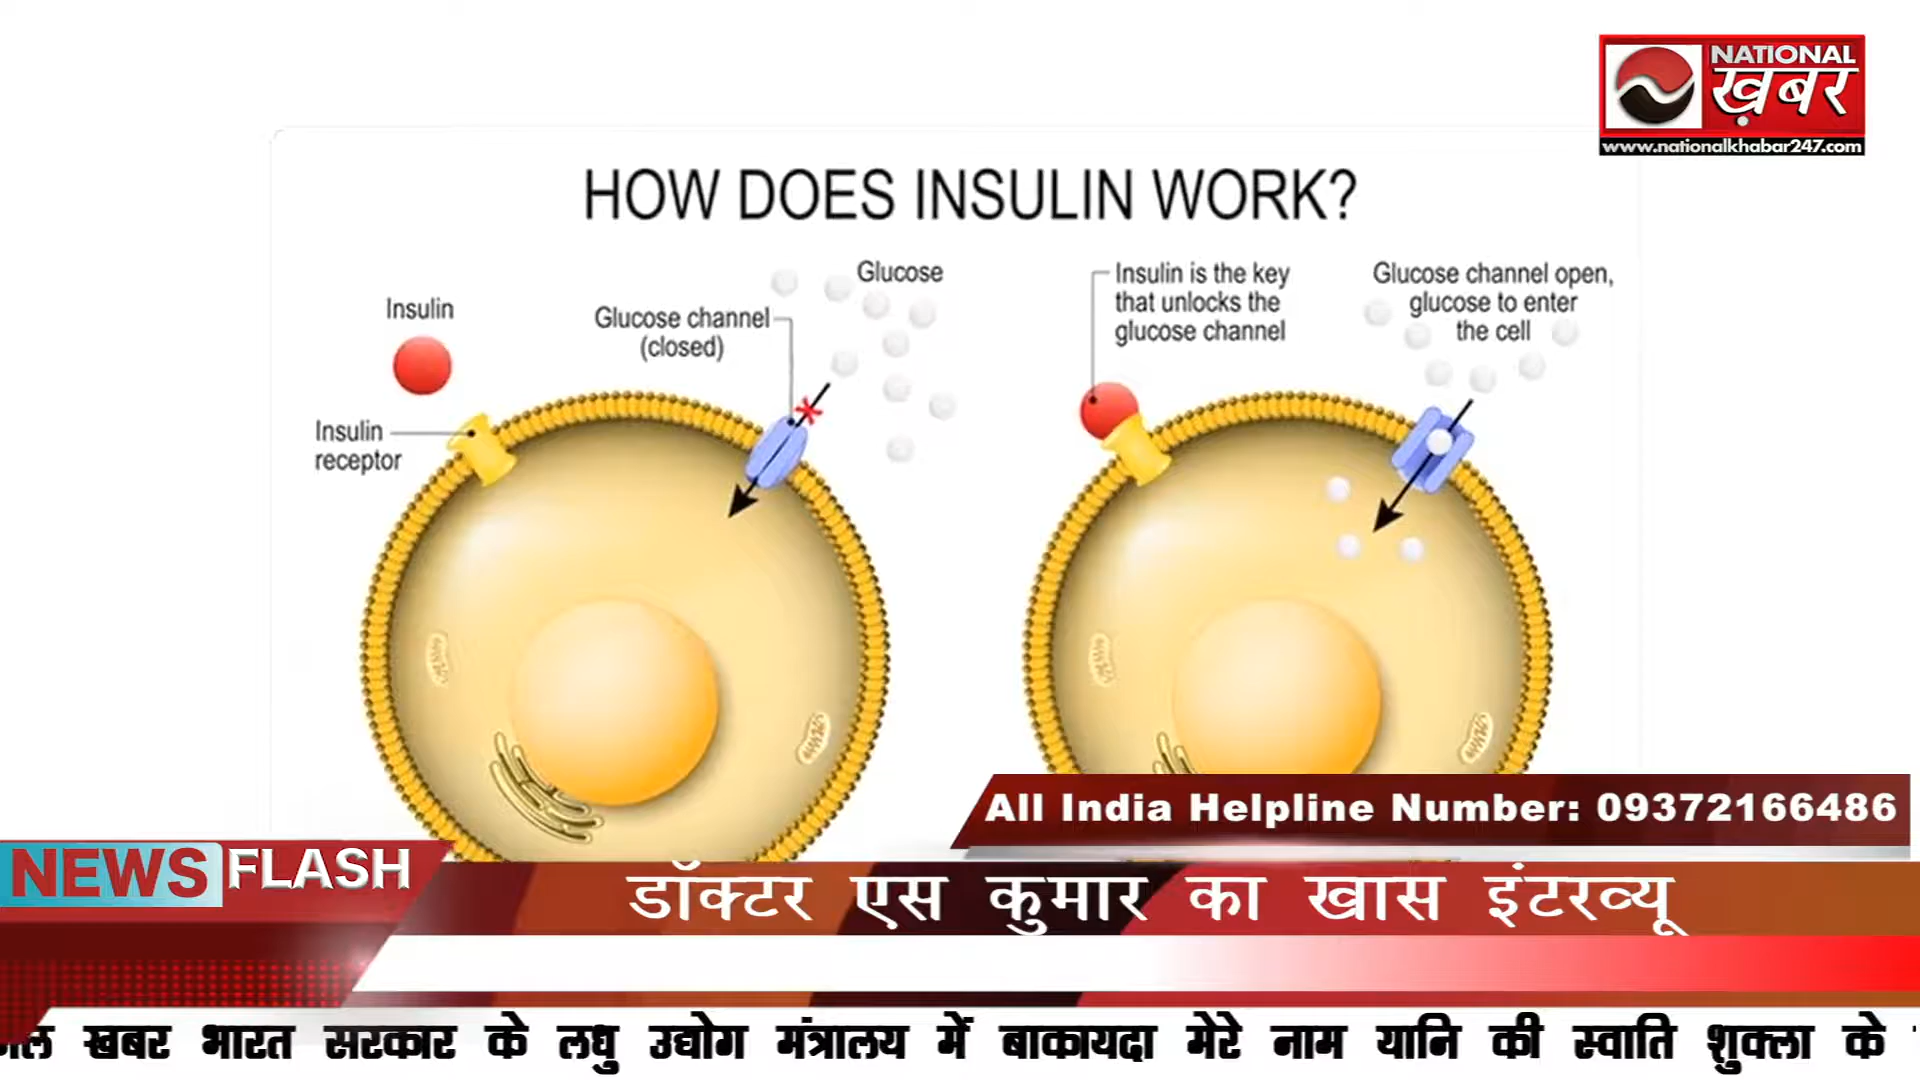 NATIONAL
ख़बर
www.nationalkhabar247.com
HOW DOES INSULIN WORK?
Insulin
Insulin
receptor
Glucose channel
(closed)
Glucose
Insulin is the key
that unlocks the
glucose channel
Glucose channel open,
glucose to enter
the cell
All India Helpline Number: 09372166486
NEWS FLASH
डॉक्टर एस कुमार का खास इंटरव्यू
खबर भारत सरकार के लघु उद्योग मंत्रालय में बाकायदा मेरे नाम यानि की स्वाति शुक्ला के